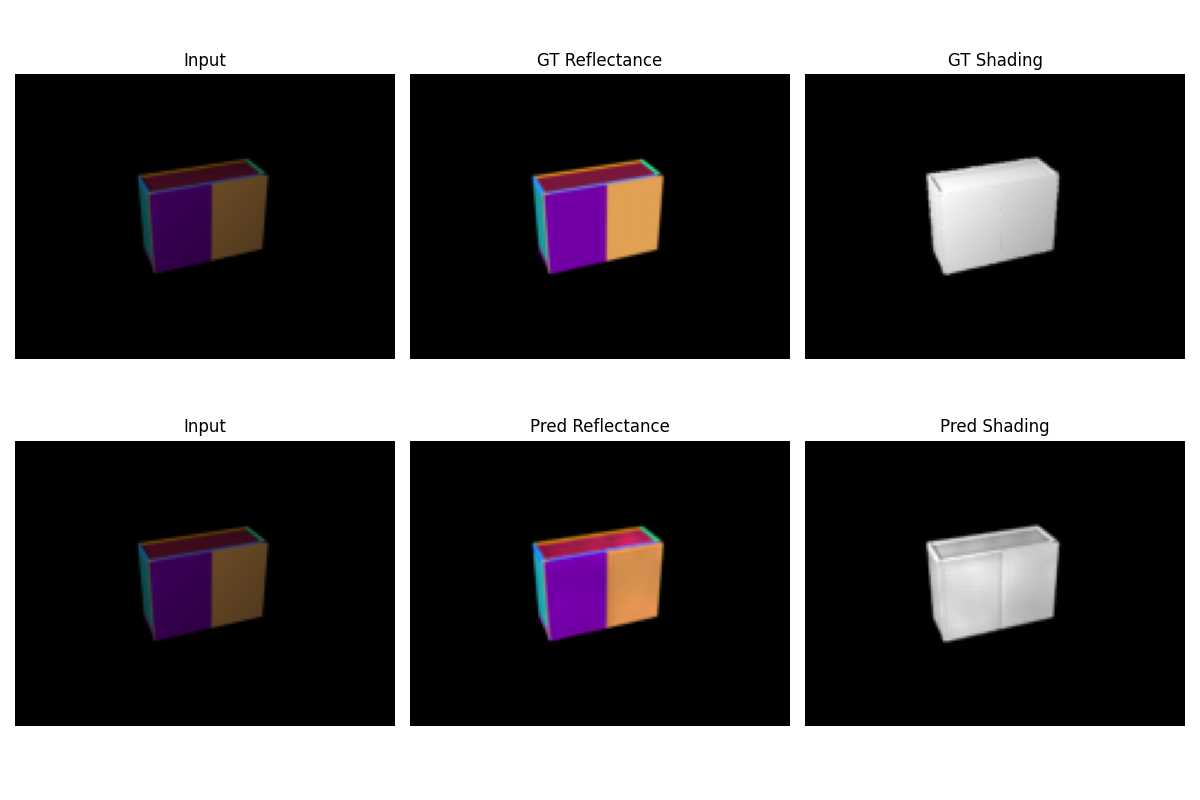 Input
GT Reflectance
GT Shading
Input
Pred Reflectance
Pred Shading